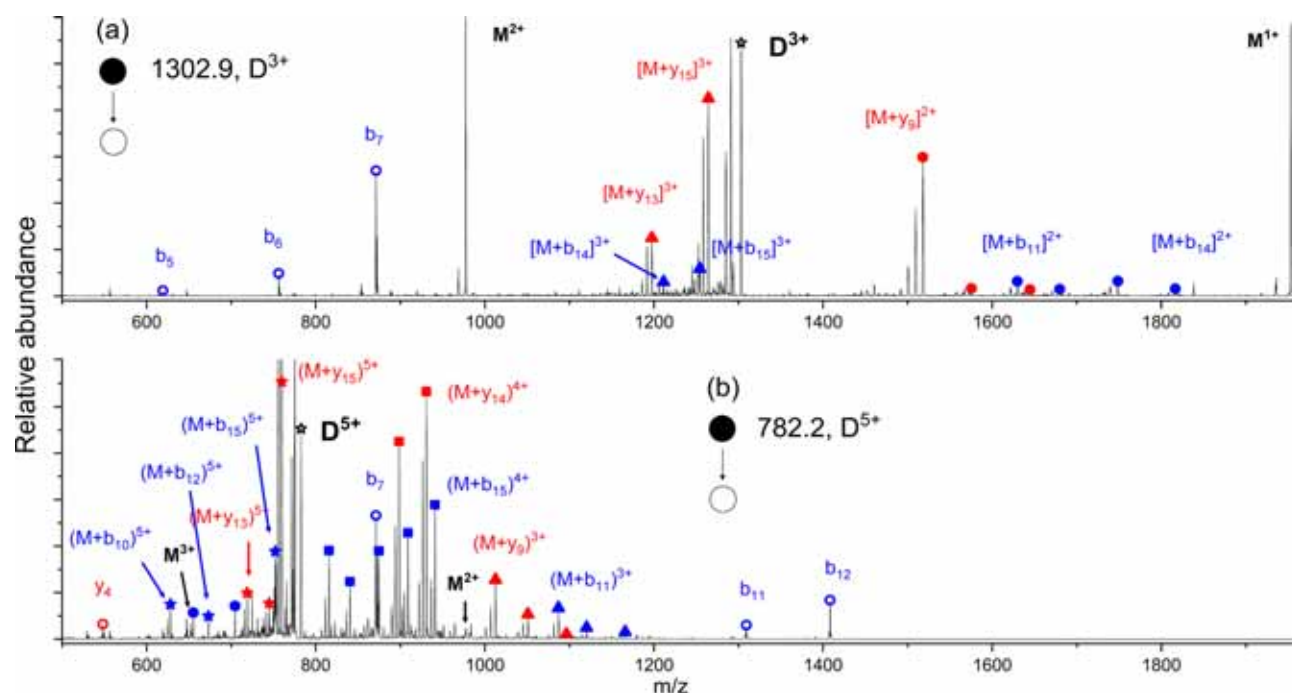 (a)
1302.9, D3+
M2+
D3+
M1+
[M+y15]3+
[M+y9]2+
b7
[M+y13]3+
[M+b14]3+
[M+b15]3+
[M+b11]2+
[M+b14]2+
b5
b6
600 800 1000 1200 1400 1600 1800
Relative abundance
(M+y15)5+
(M+y14)4+
(b)
782.2, D5+
D5+
(M+b15)5+
(M+b12)5+
b7
(M+b15)4+
(M+y13)5+
(M+b10)5+
M3+
(M+y9)3+
M2+
(M+b11)3+
y4
b11
b12
600 800 1000 1200 1400 1600 1800
m/z